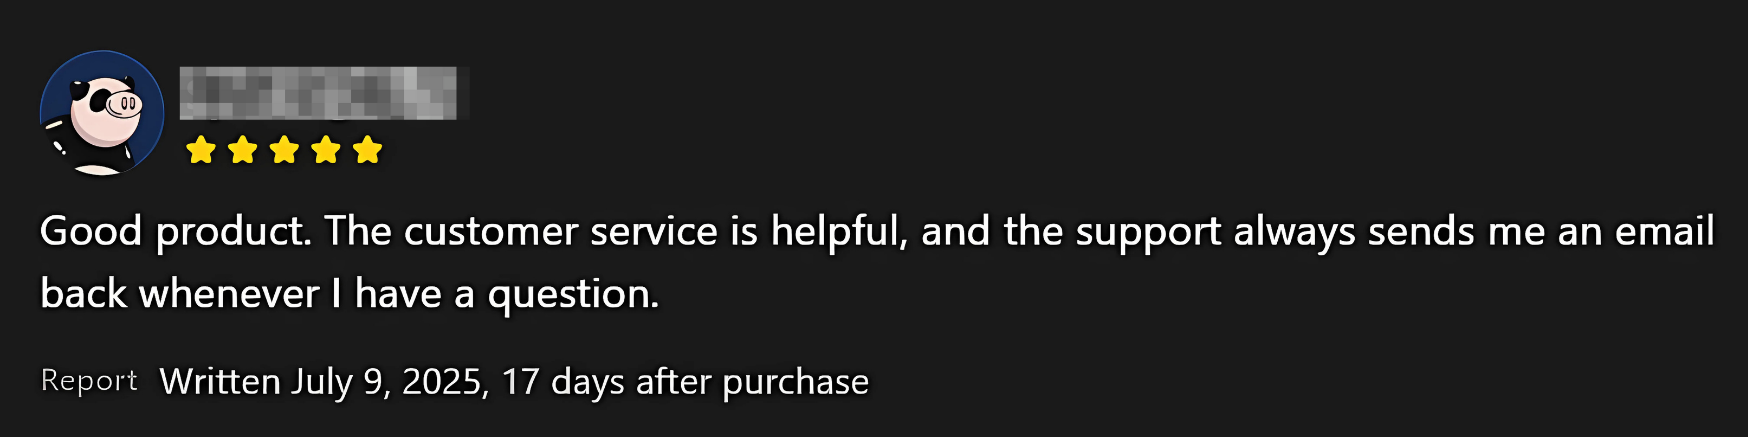 Good product. The customer service is helpful, and the support always sends me an email
back whenever I have a question.
Report Written July 9, 2025, 17 days after purchase